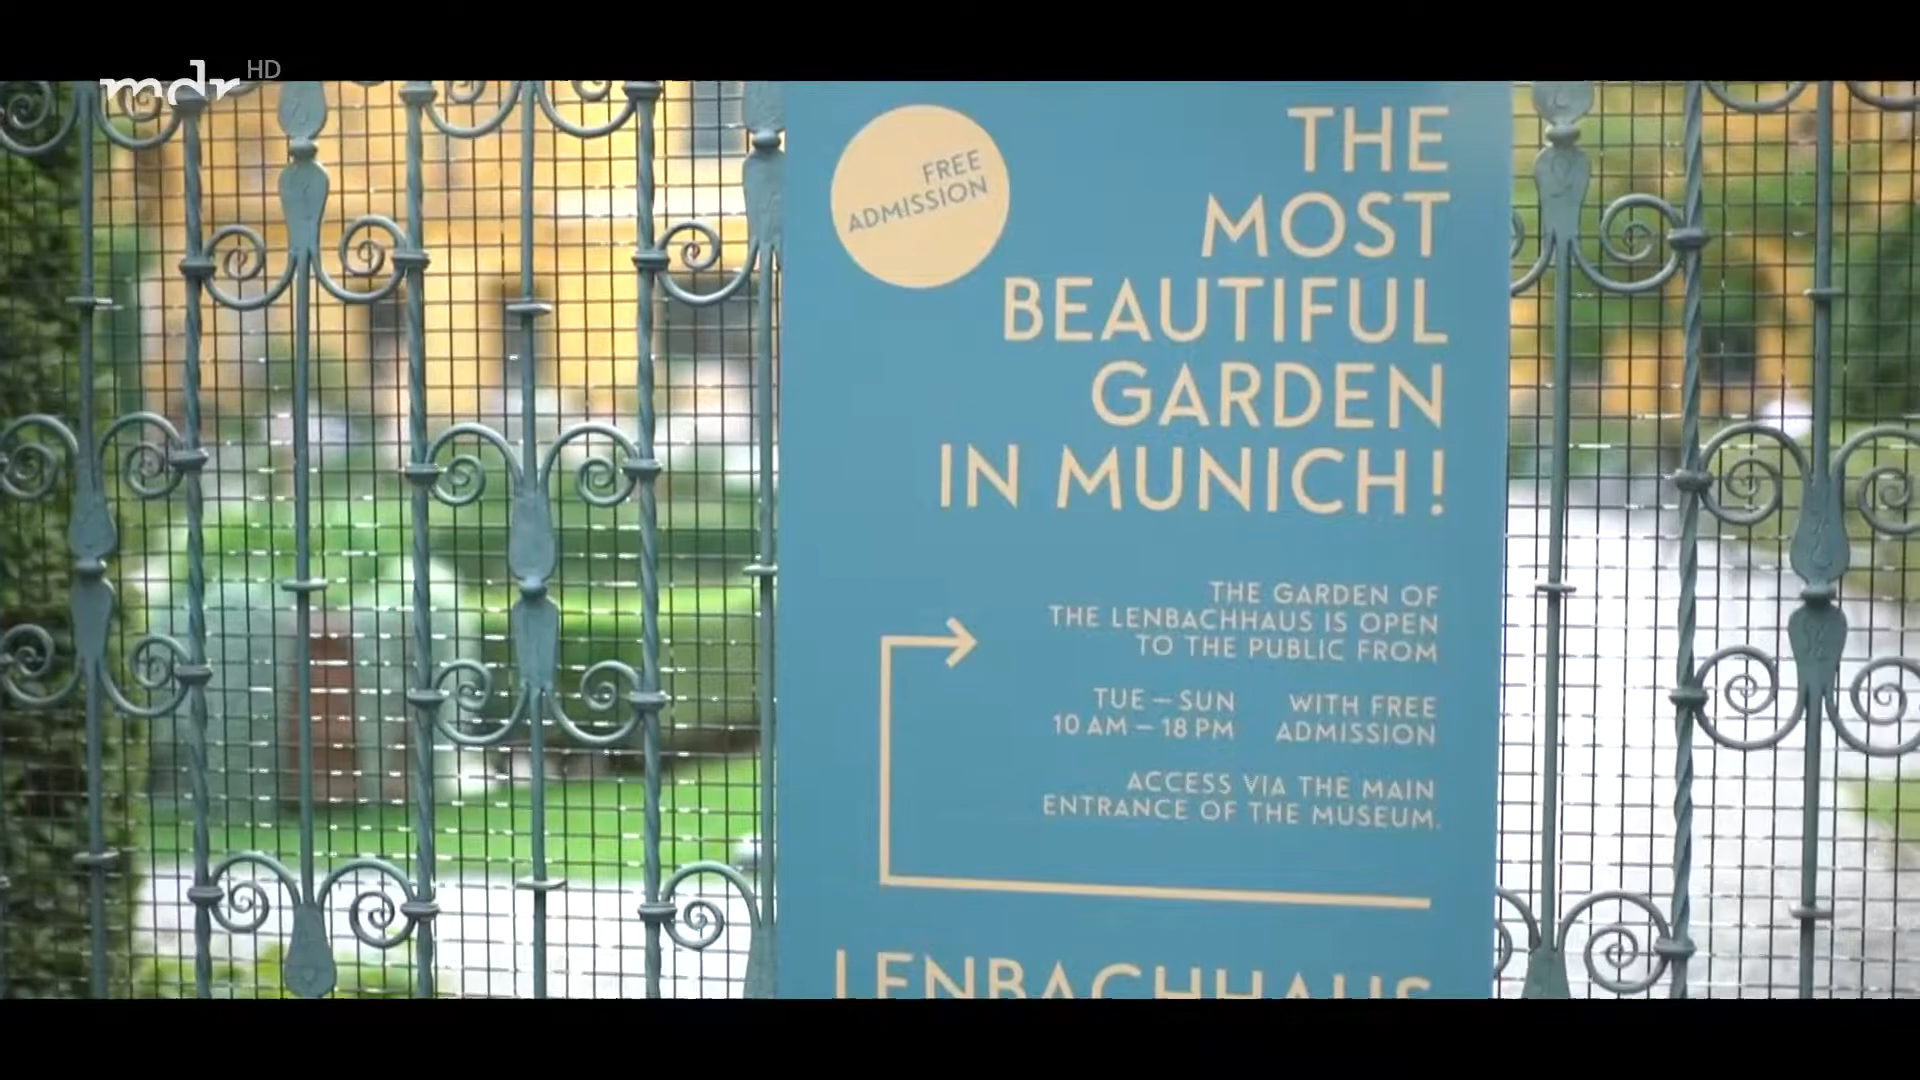 mdr HD
FREE
ADMISSION
THE
MOST
BEAUTIFUL
GARDEN
IN MUNICH!
THE GARDEN OF
THE LENBACHHAUS IS OPEN
TO THE PUBLIC FROM
TUE – SUN
10 AM – 18 PM
WITH FREE
ADMISSION
ACCESS VIA THE MAIN
ENTRANCE OF THE MUSEUM.
LENBACHHAUS